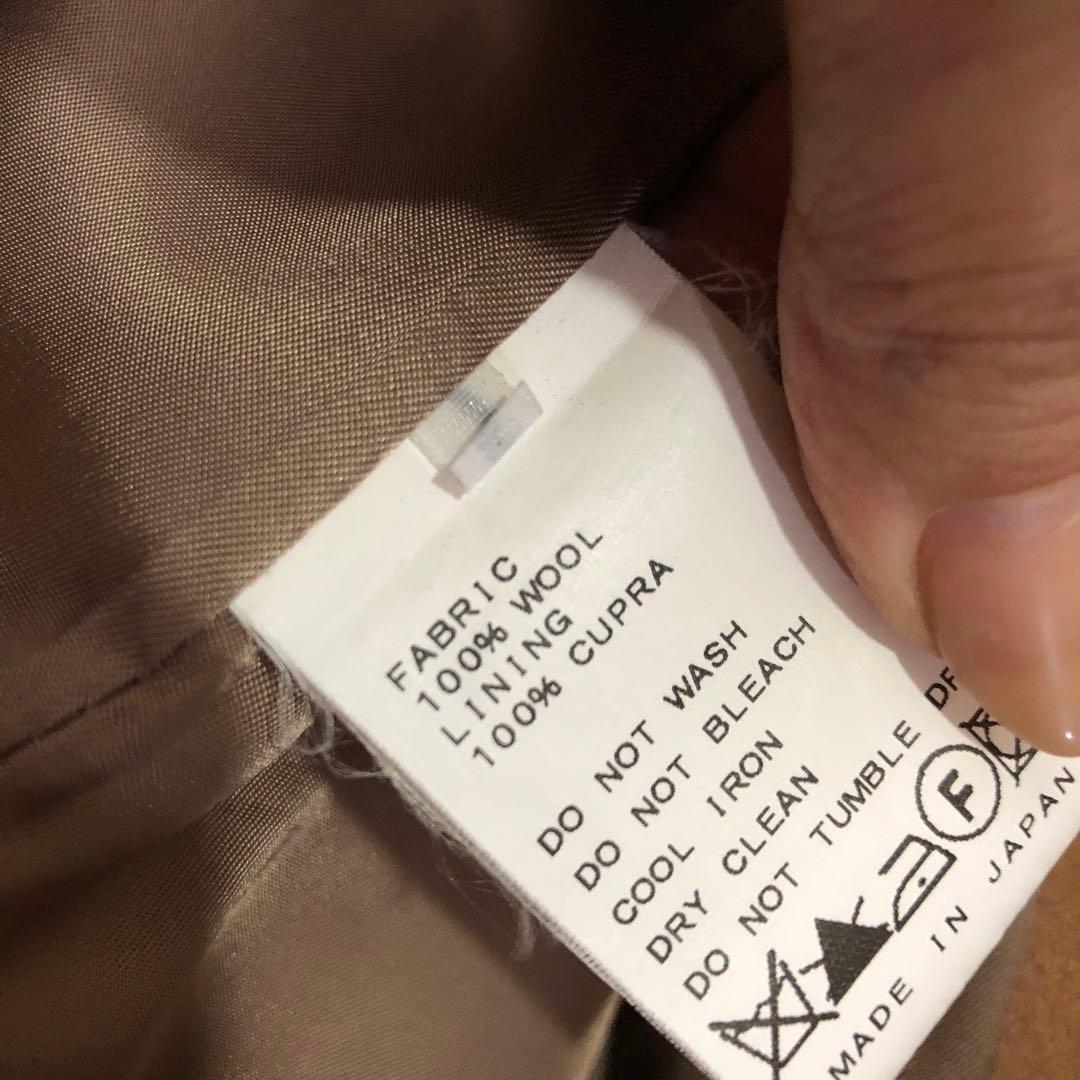 FABRIC
100% WOOL
LINING
100% CUPRA
DO NOT WASH
DO NOT BLEACH
COOL IRON
DRY CLEAN
DO NOT TUMBLE
F
MADE IN JAPAN